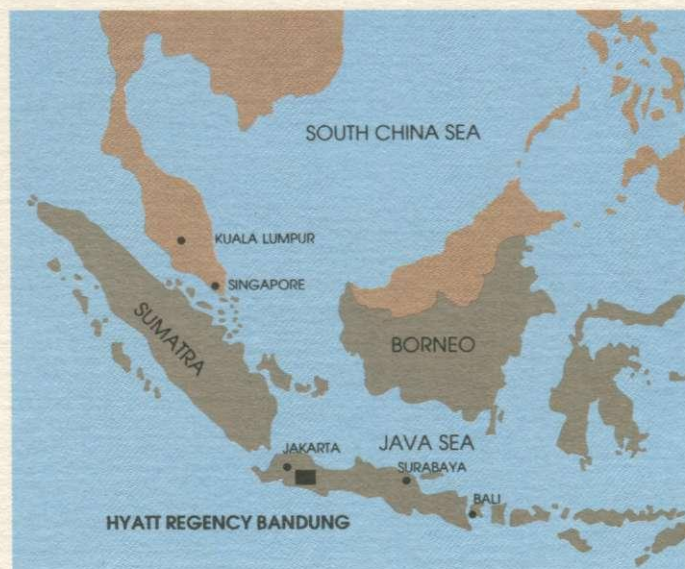 SOUTH CHINA SEA
KUALA LUMPUR
SINGAPORE
SUMATRA
BORNEO
JAKARTA
JAVA SEA
SURABAYA
BALI
HYATT REGENCY BANDUNG